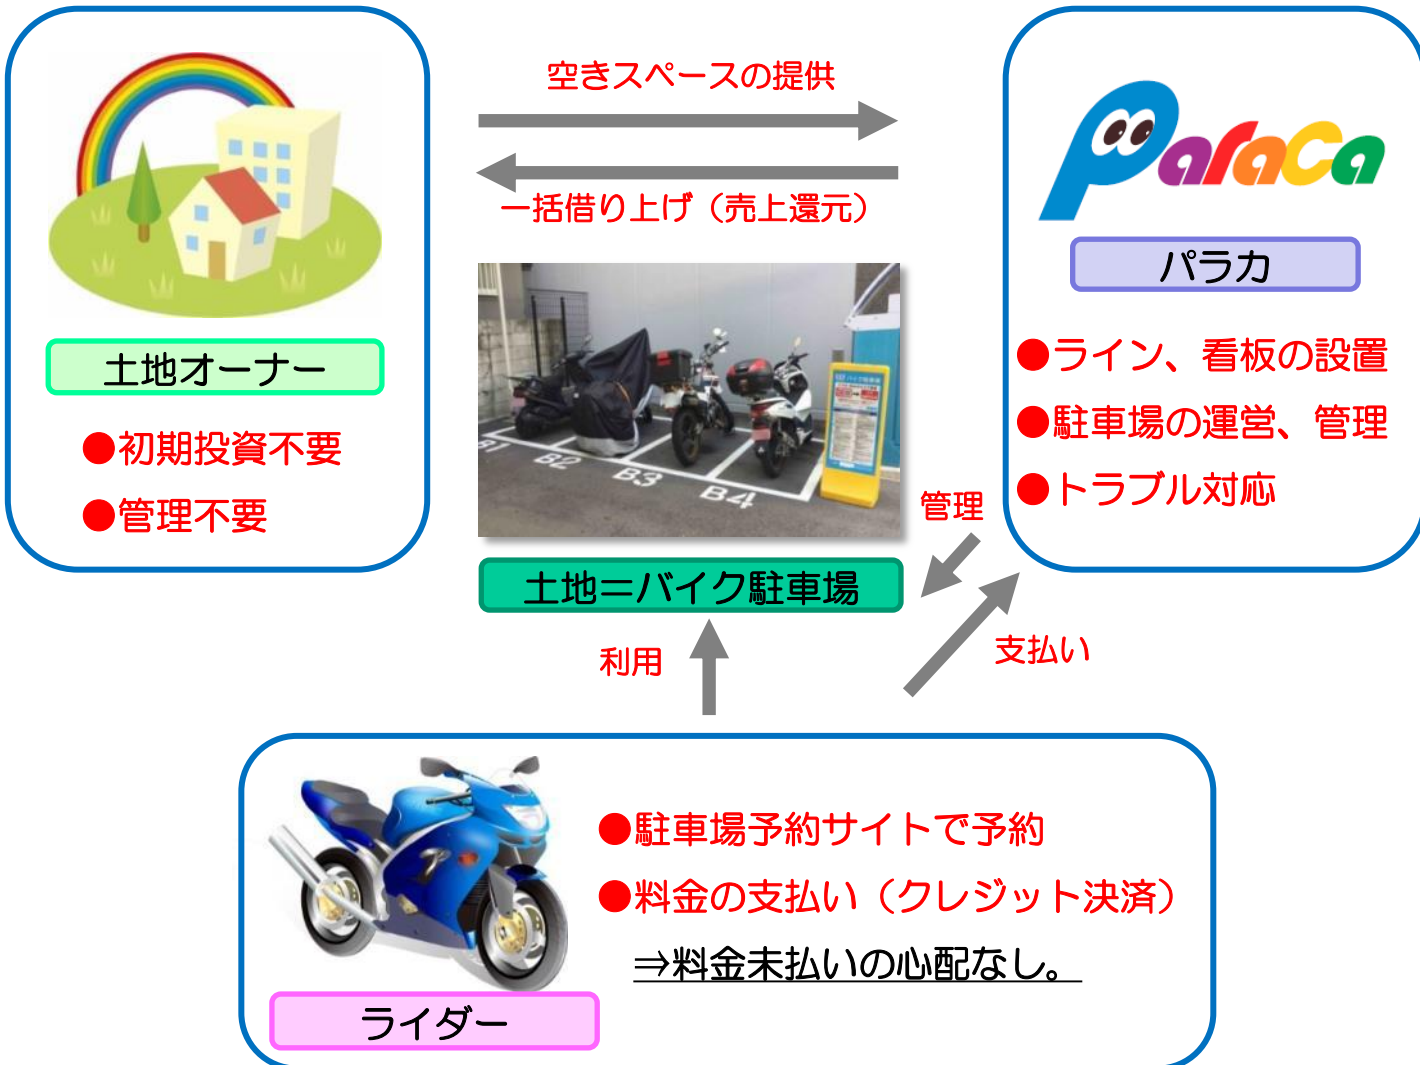 空きスペースの提供
一括借り上げ（売上還元）
ParaCa
パラカ
●ライン、看板の設置
●駐車場の運営、管理
●トラブル対応
土地オーナー
●初期投資不要
●管理不要
B1
B2
B3
B4
バイク駐車場
管理
土地＝バイク駐車場
利用
支払い
●駐車場予約サイトで予約
●料金の支払い（クレジット決済）
⇒料金未払いの心配なし。
ライダー